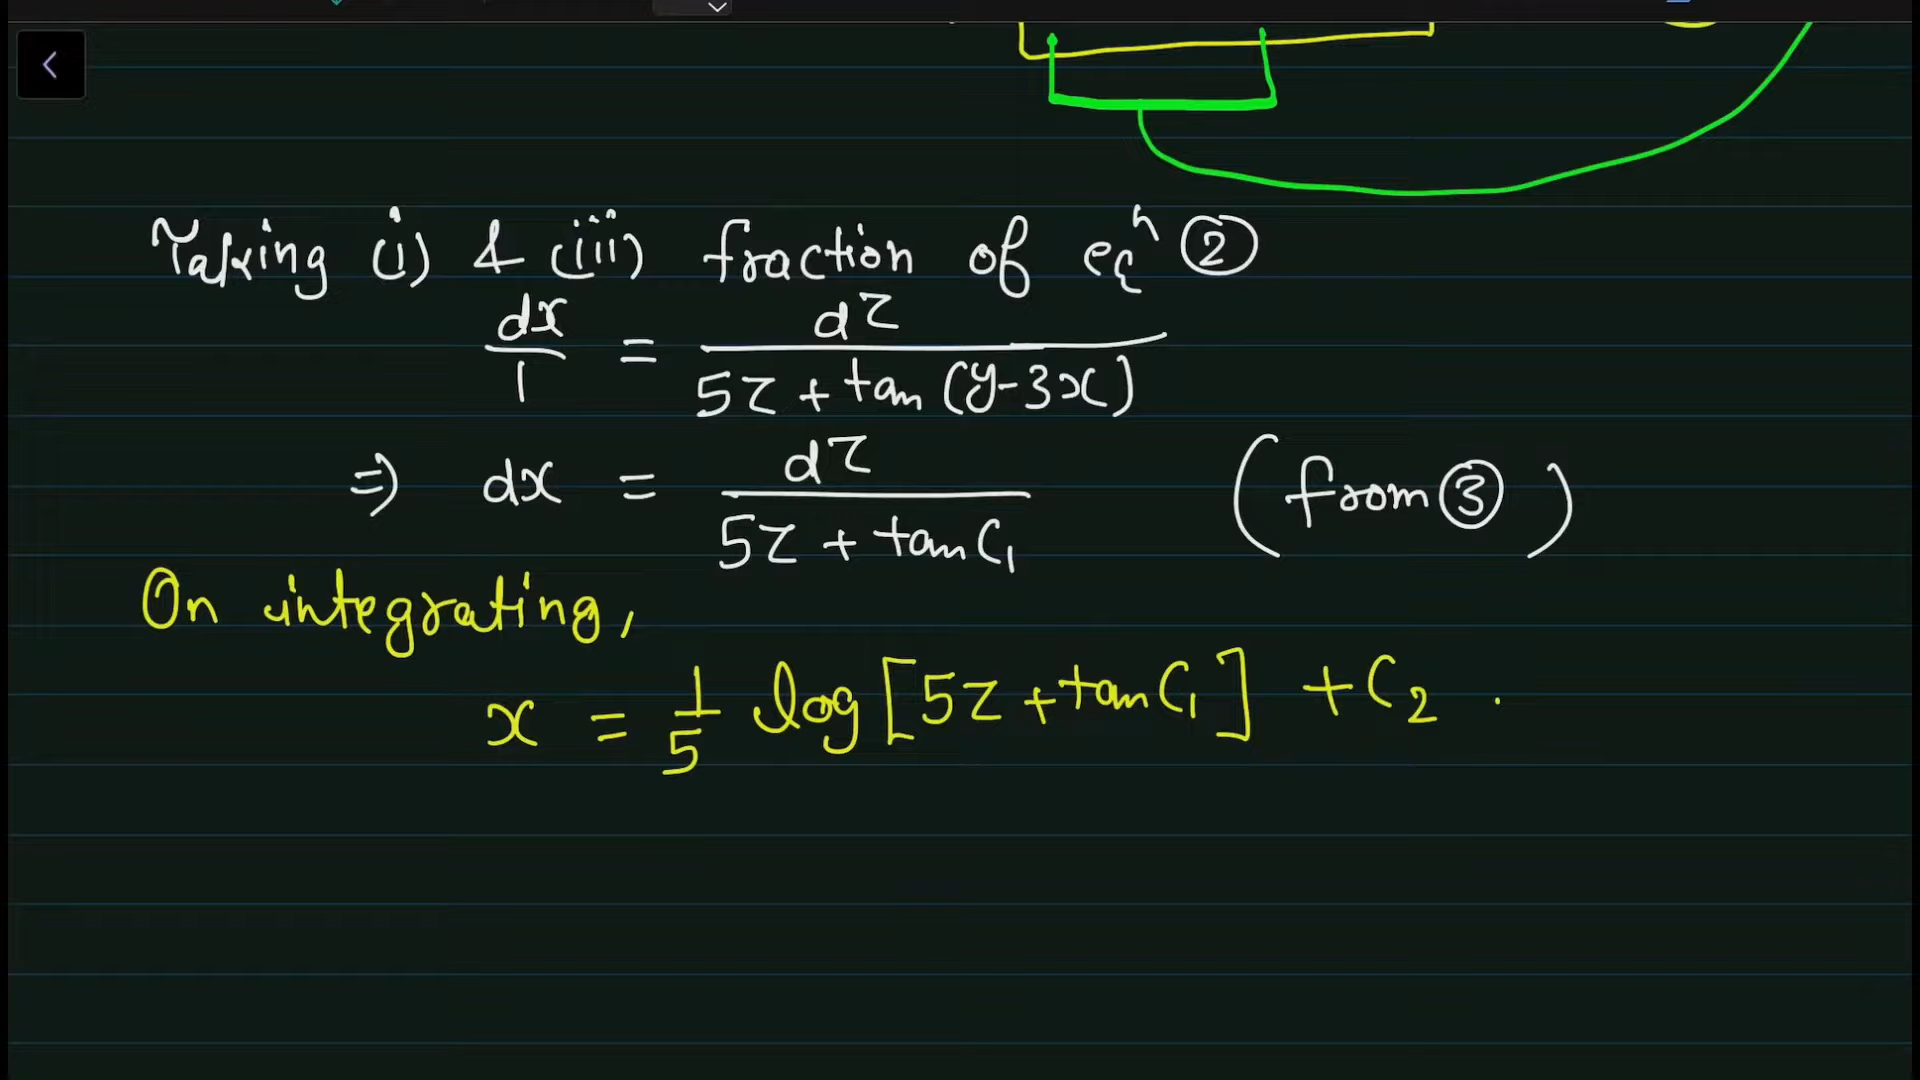 Taking (i) & (iii) fraction of eqⁿ ②
dx/1 = dz/(5z + tan (y-3x))
⇒ dx = dz/(5z + tan C₁) (from ③)
On integrating,
x = 1/5 log [5z + tan C₁] + C₂ .